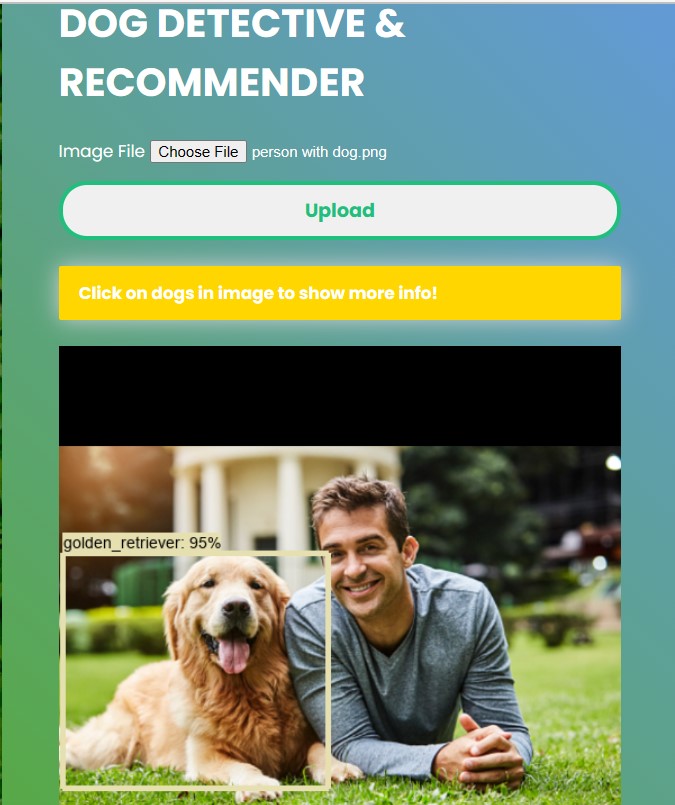 DOG DETECTIVE &
RECOMMENDER
Image File Choose File person with dog.png
Upload
Click on dogs in image to show more info!
golden_retriever: 95%